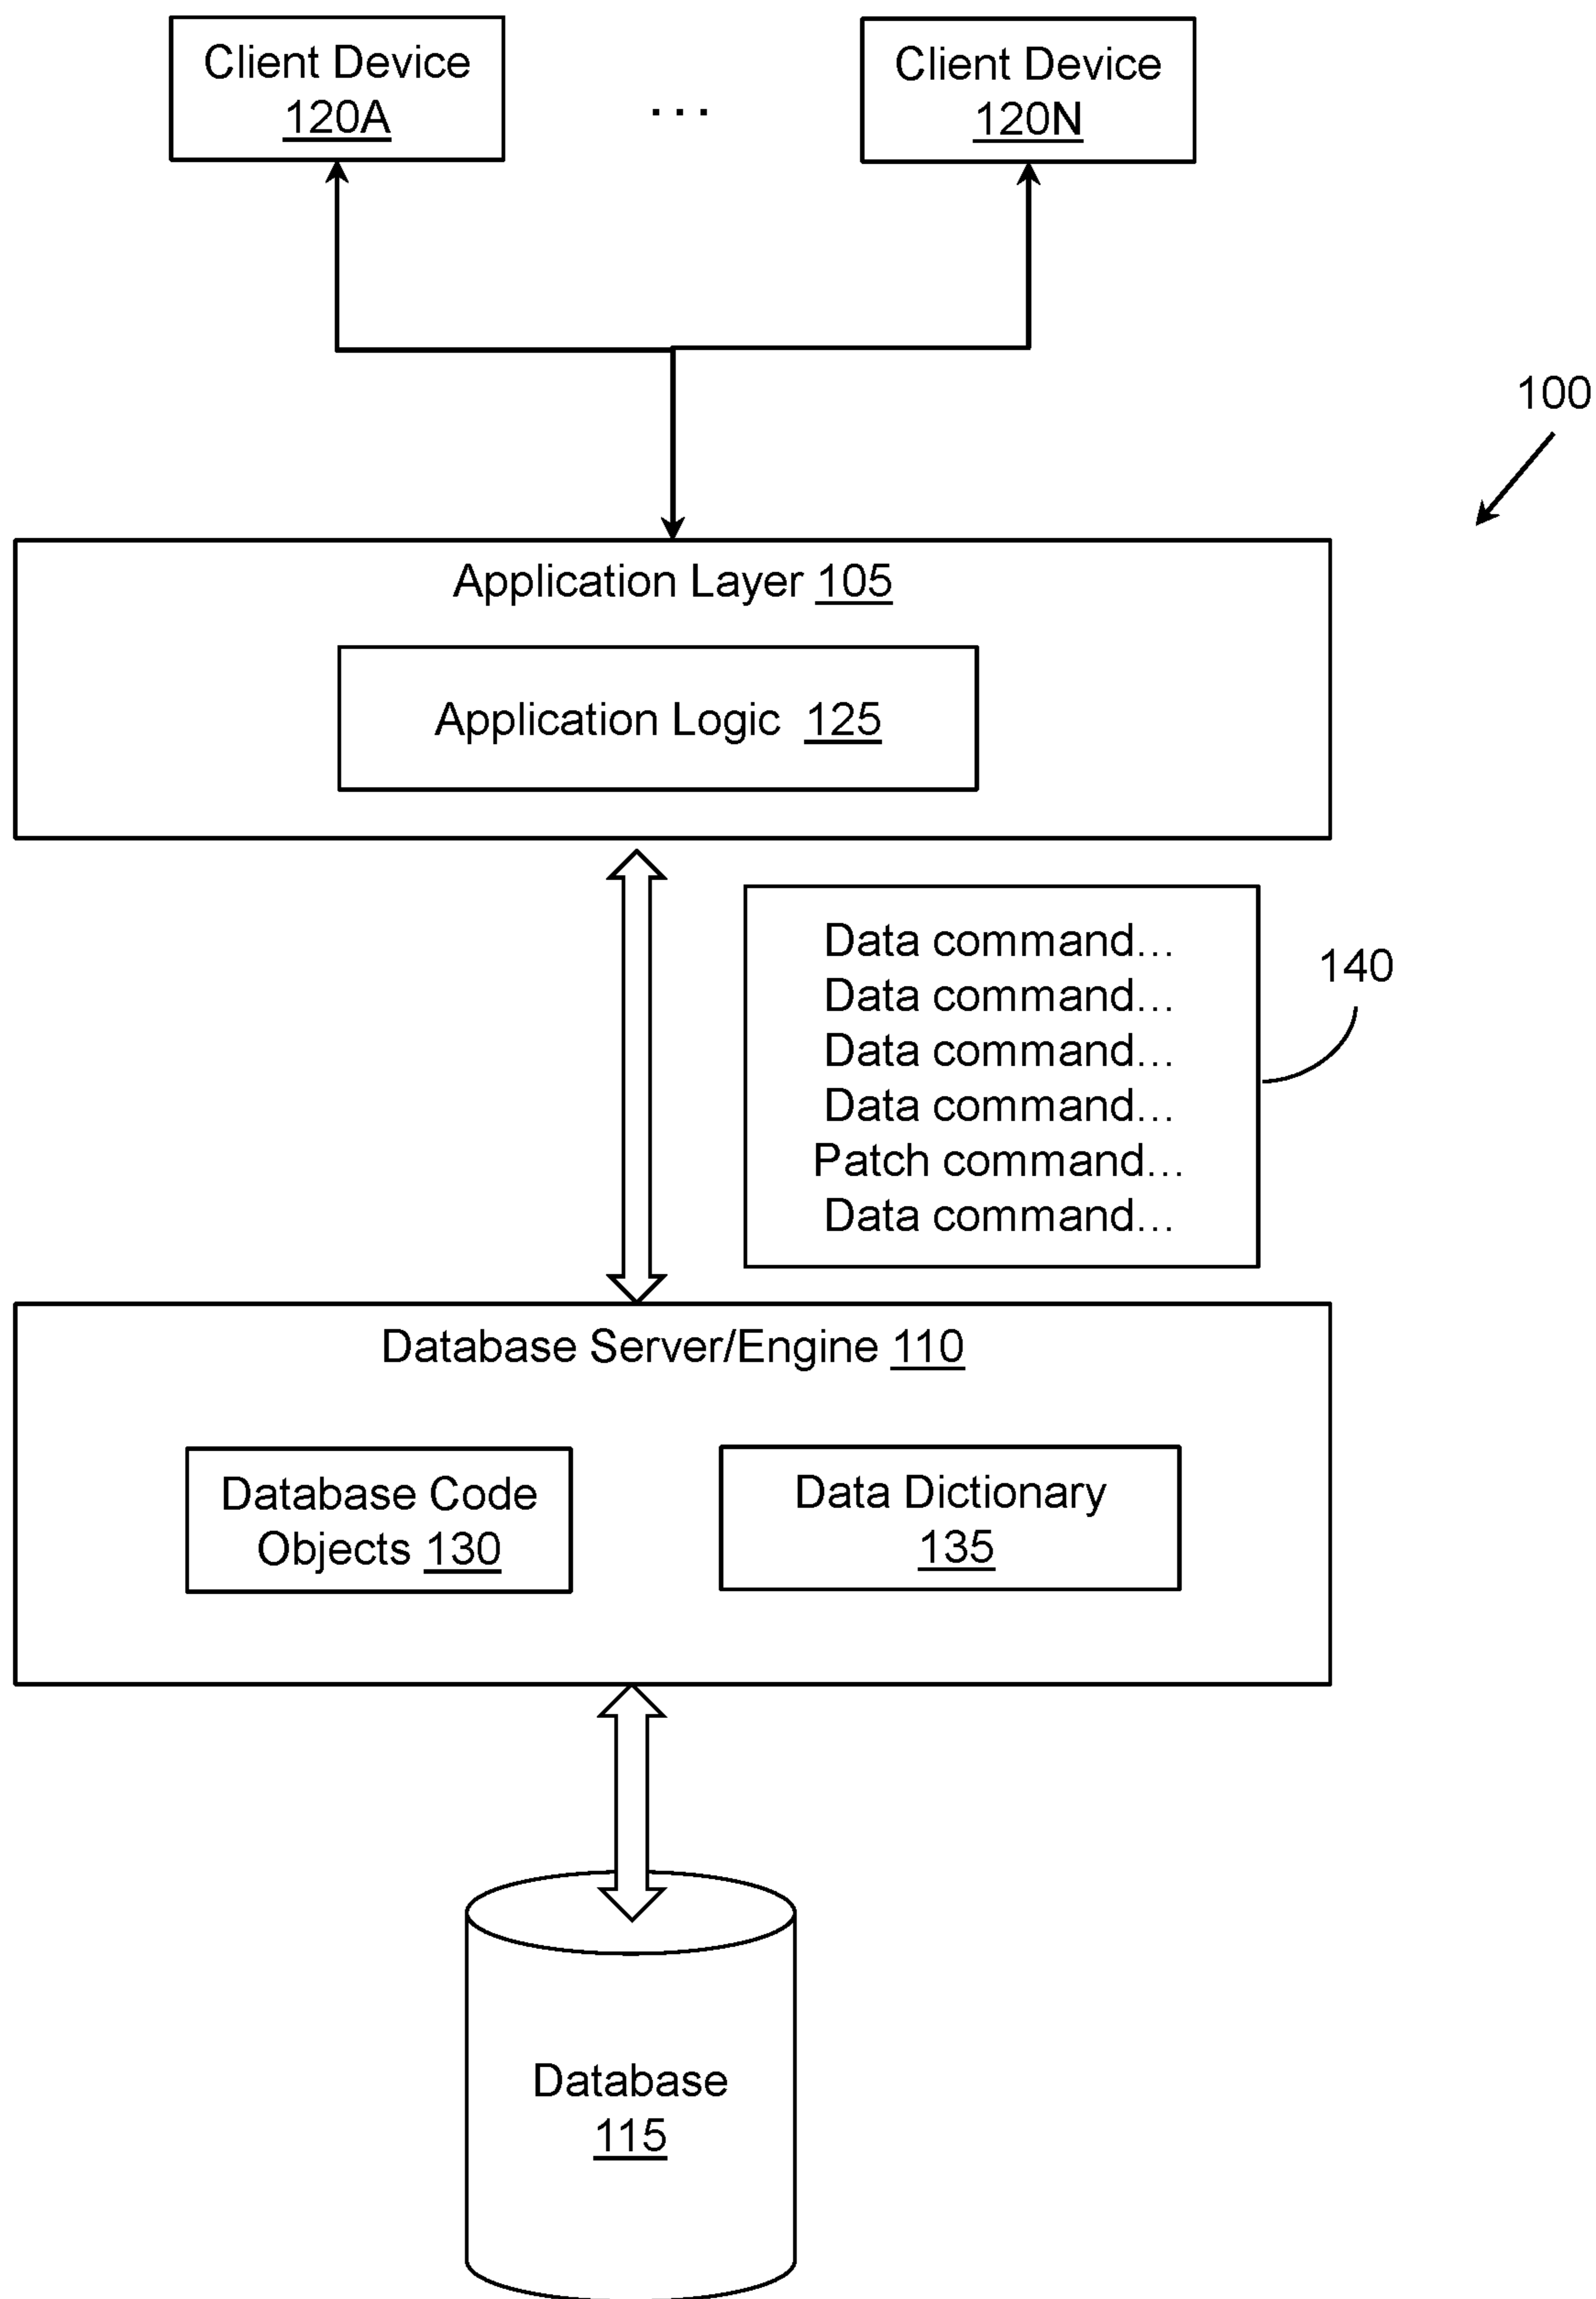 Client Device
120A
...
Client Device
120N
100
Application Layer 105
Application Logic 125
Data command...
Data command...
Data command...
Data command...
Patch command...
Data command...
140
Database Server/Engine 110
Database Code
Objects 130
Data Dictionary
135
Database
115